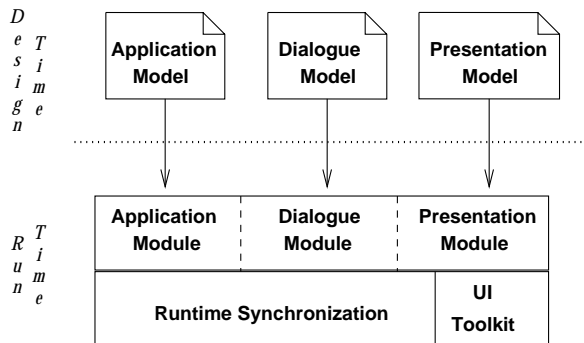 Design
Time
Application
Model
Dialogue
Model
Presentation
Model
Run
Time
Application
Module
Dialogue
Module
Presentation
Module
Runtime Synchronization
UI
Toolkit